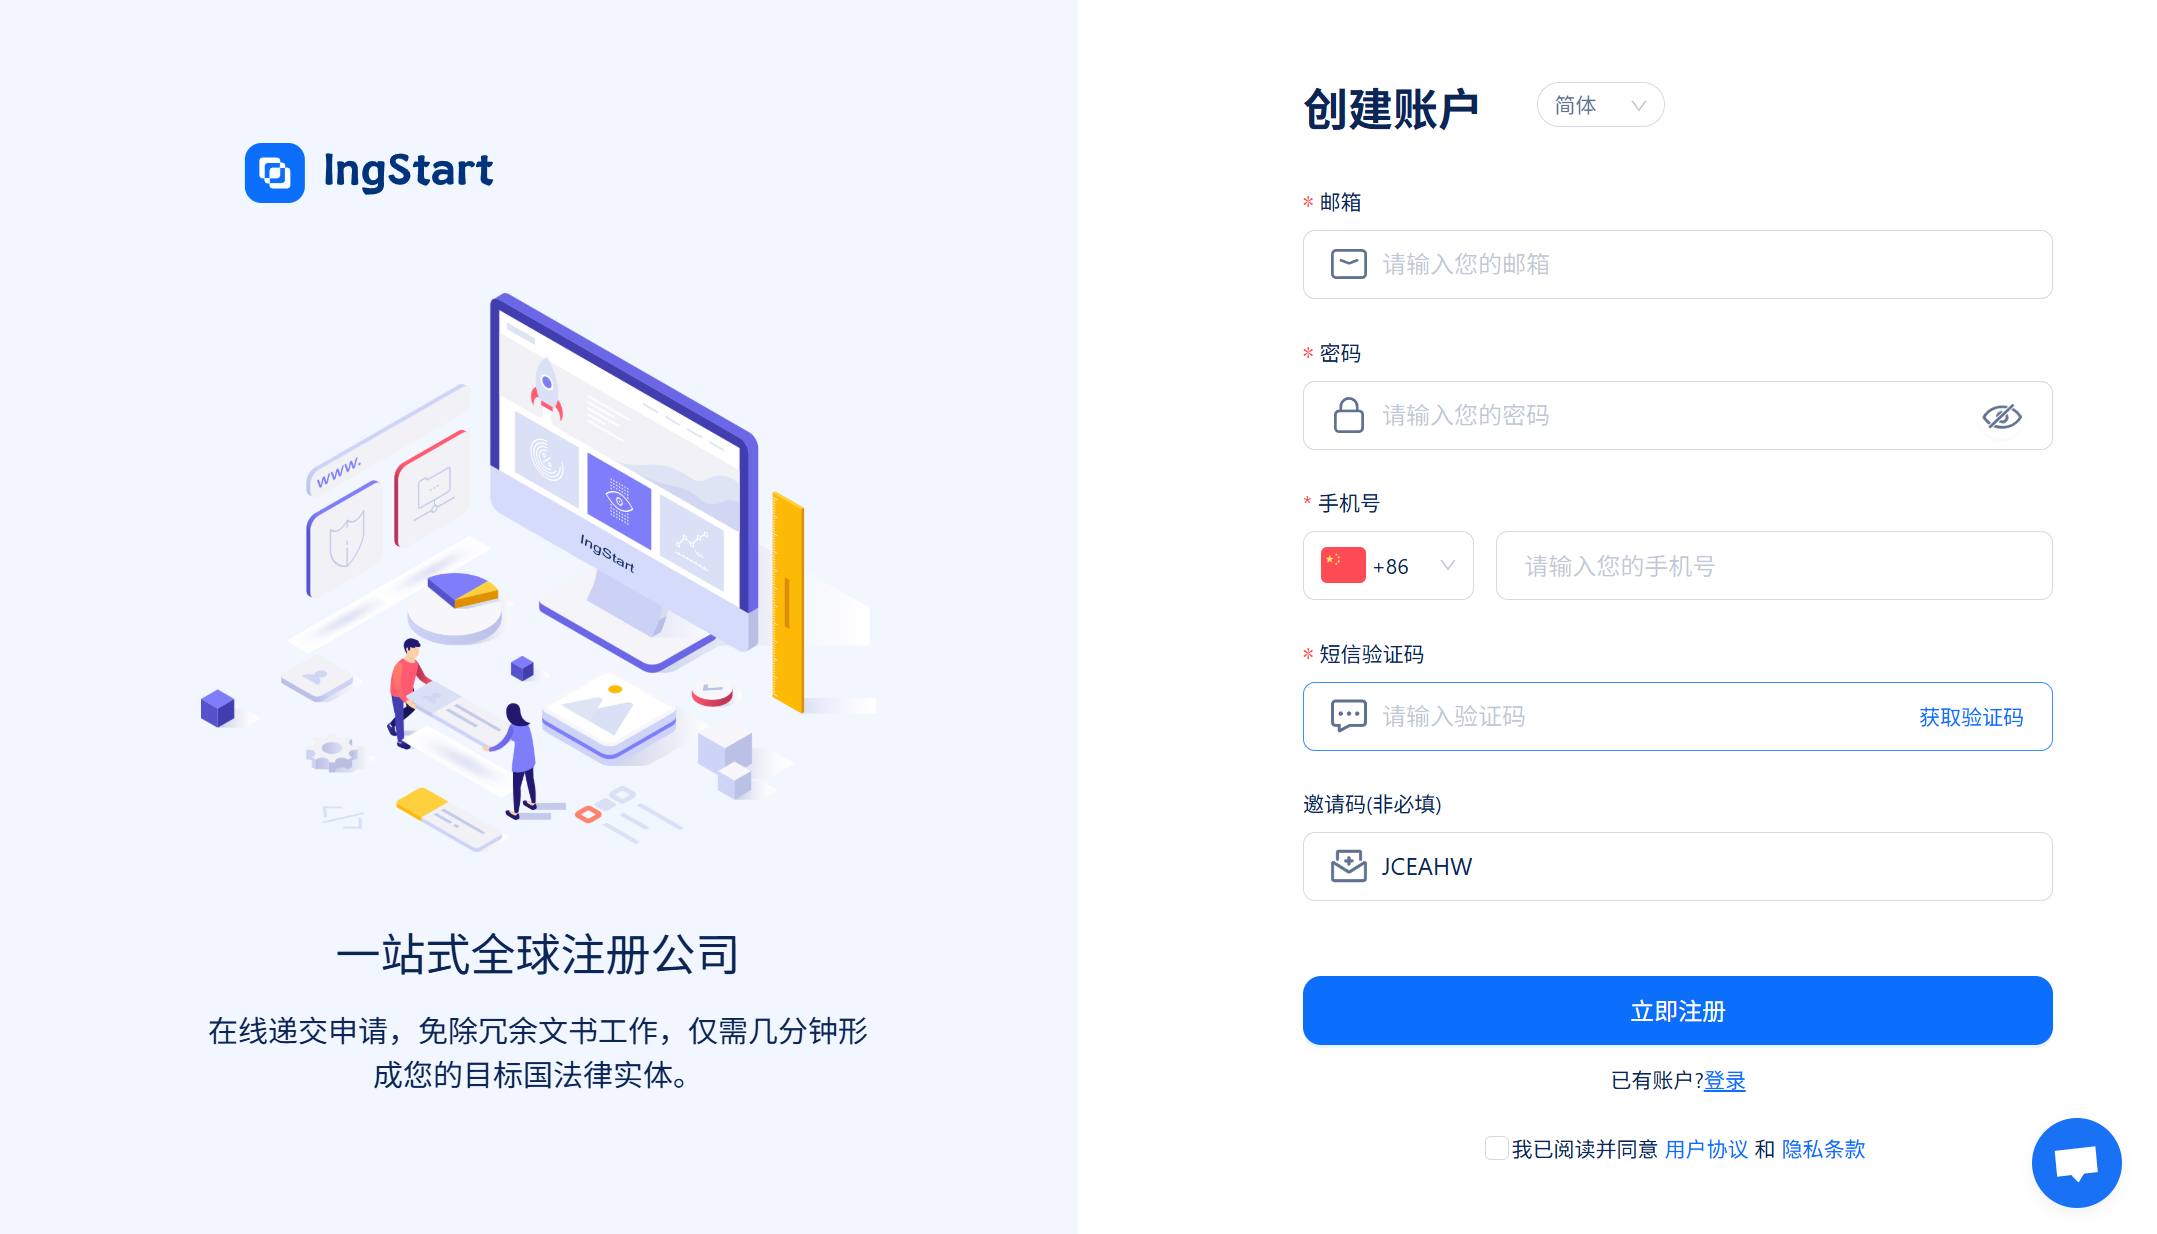 IngStart
www.
IngStart
一站式全球注册公司
在线递交申请，免除冗余文书工作，仅需几分钟形
成您的目标国法律实体。
创建账户
简体
* 邮箱
请输入您的邮箱
* 密码
请输入您的密码
* 手机号
+86
请输入您的手机号
* 短信验证码
请输入验证码
获取验证码
邀请码(非必填)
JCEAHW
立即注册
已有账户?登录
我已阅读并同意 用户协议 和 隐私条款